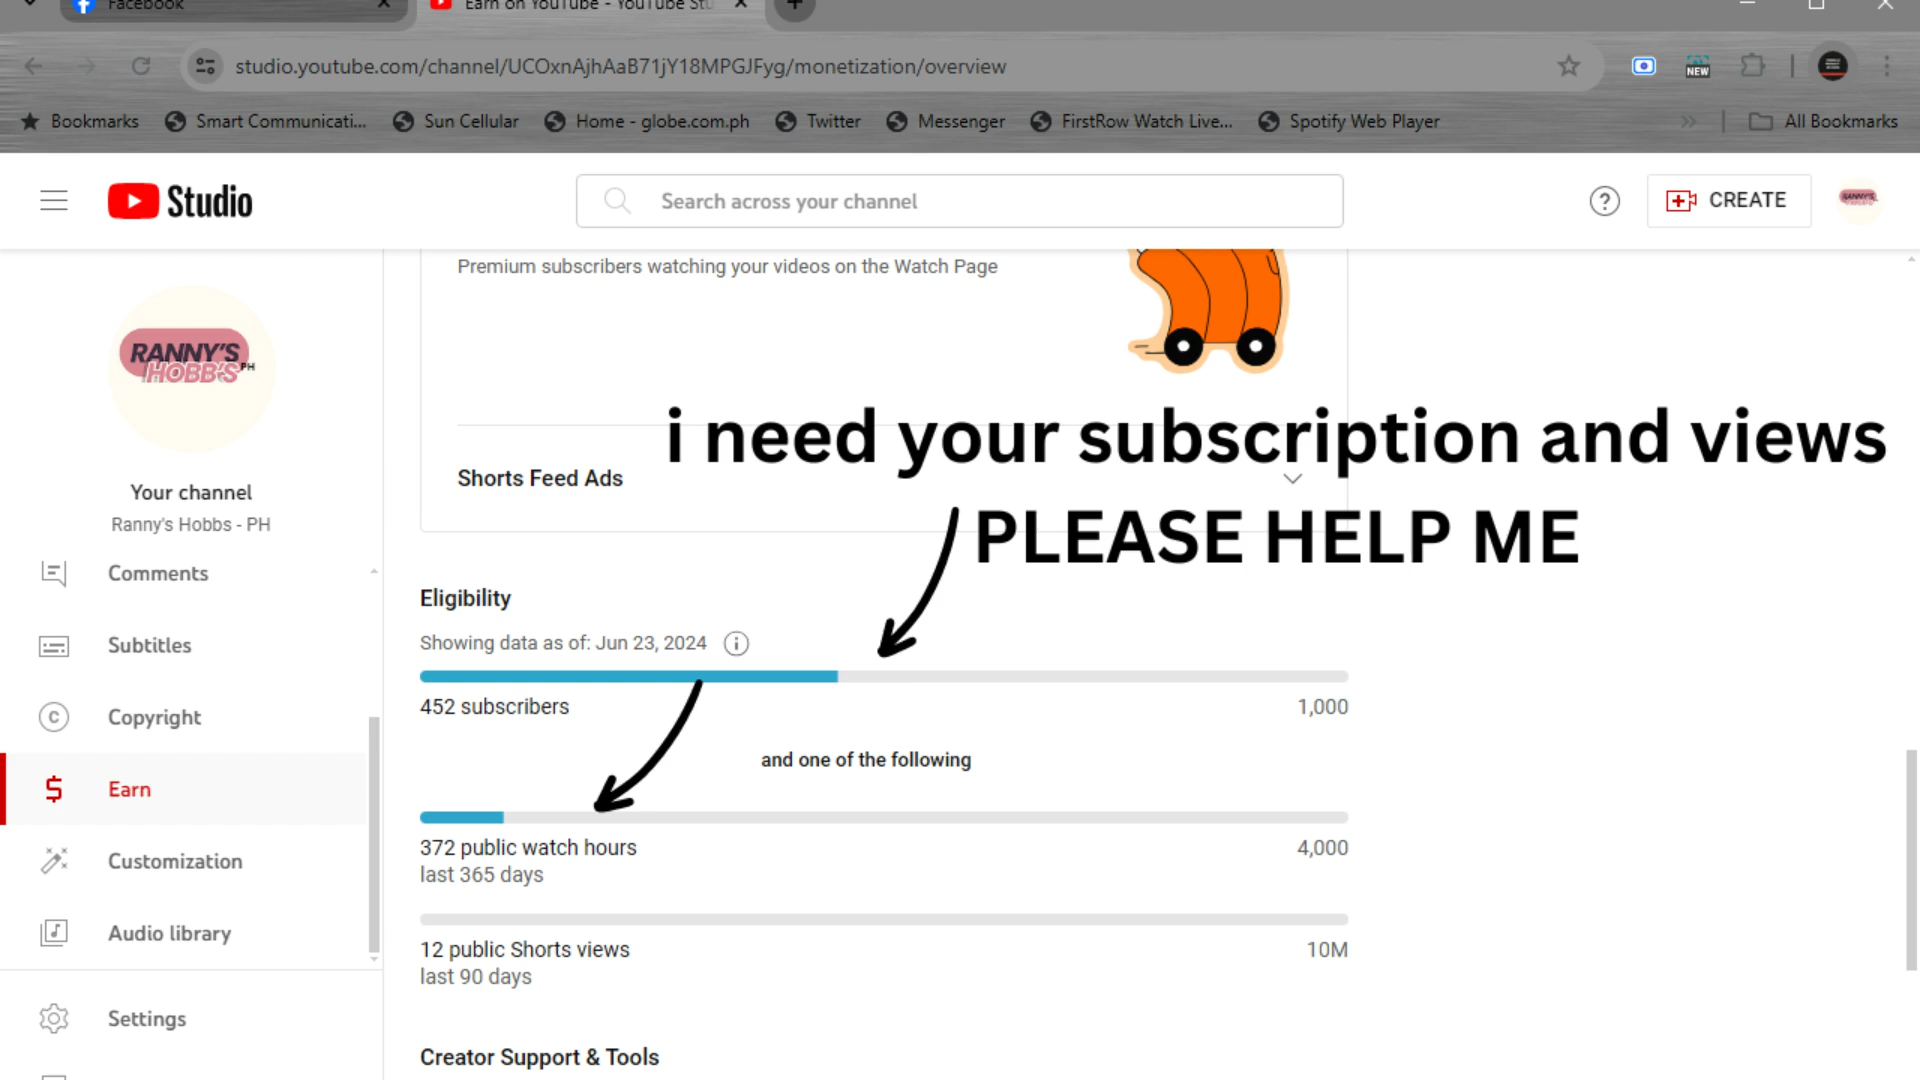 Facebook
Earn on YouTube - YouTube Stu
studio.youtube.com/channel/UCOxnAjhAaB71jY18MPGJFyg/monetization/overview
NEW
Bookmarks Smart Communicati... Sun Cellular Home - globe.com.ph Twitter Messenger FirstRow Watch Live... Spotify Web Player » All Bookmarks
Studio
Search across your channel
? CREATE
RANNY'S
HOBB'S PH
Your channel
Ranny's Hobbs - PH
Comments
Subtitles
Copyright
Earn
Customization
Audio library
Settings
Premium subscribers watching your videos on the Watch Page
i need your subscription and views
Shorts Feed Ads
PLEASE HELP ME
Eligibility
Showing data as of: Jun 23, 2024
452 subscribers 1,000
and one of the following
372 public watch hours 4,000
last 365 days
12 public Shorts views 10M
last 90 days
Creator Support & Tools